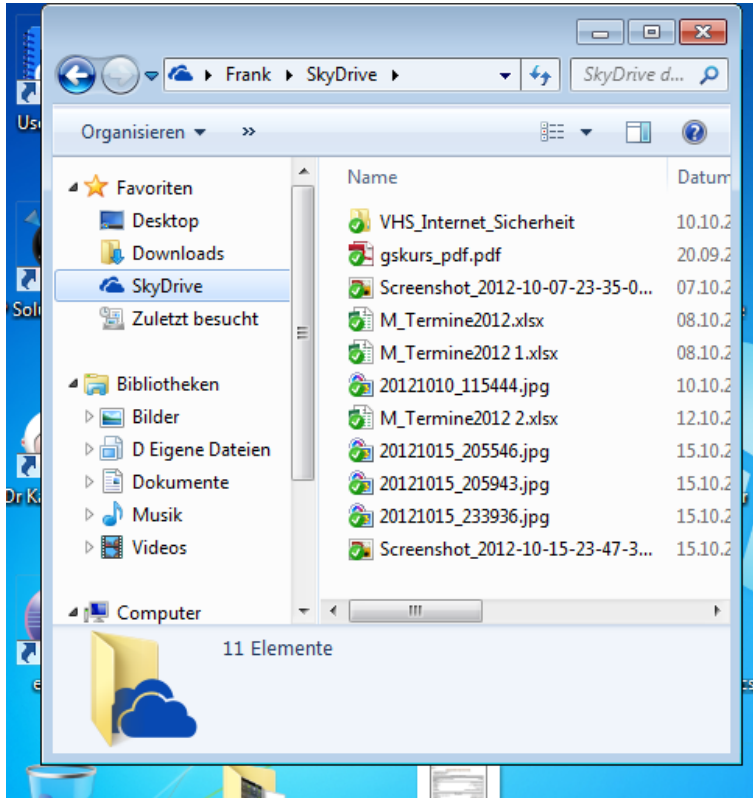 Frank SkyDrive
SkyDrive d...
Organisieren »
Name Datum
Favoriten
Desktop
Downloads
SkyDrive
Zuletzt besucht
Bibliotheken
Bilder
D Eigene Dateien
Dokumente
Musik
Videos
Computer
VHS_Internet_Sicherheit 10.10.2
gskurs_pdf.pdf 20.09.2
Screenshot_2012-10-07-23-35-0... 07.10.2
M_Termine2012.xlsx 08.10.2
M_Termine2012 1.xlsx 08.10.2
20121010_115444.jpg 10.10.2
M_Termine2012 2.xlsx 12.10.2
20121015_205546.jpg 15.10.2
20121015_205943.jpg 15.10.2
20121015_233936.jpg 15.10.2
Screenshot_2012-10-15-23-47-3... 15.10.2
11 Elemente